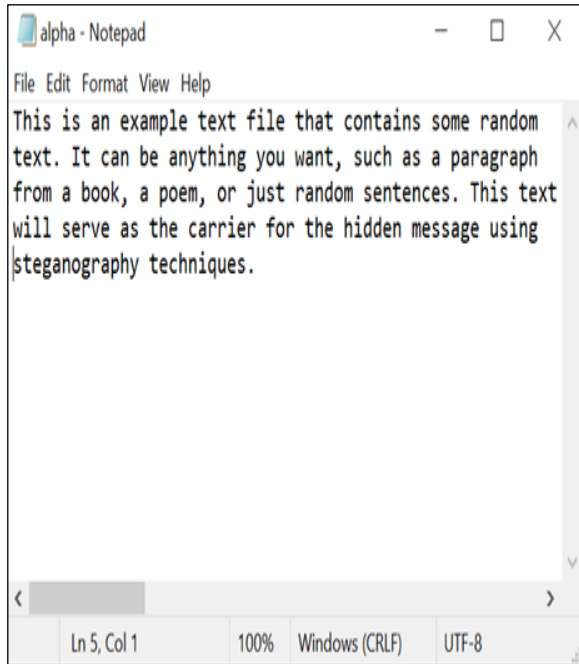 alpha - Notepad
File Edit Format View Help
This is an example text file that contains some random
text. It can be anything you want, such as a paragraph
from a book, a poem, or just random sentences. This text
will serve as the carrier for the hidden message using
steganography techniques.
Ln 5, Col 1 100% Windows (CRLF) UTF-8